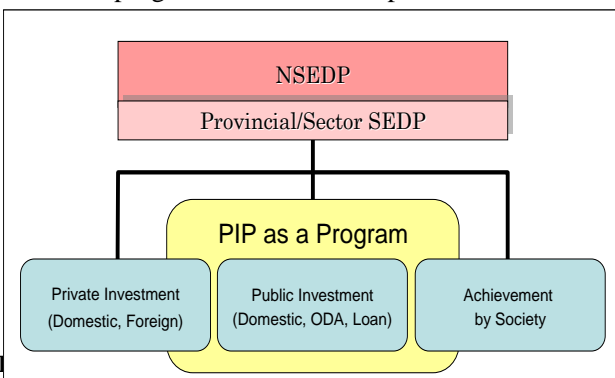 NSEDP
Provincial/Sector SEDP
PIP as a Program
Private Investment
(Domestic, Foreign)
Public Investment
(Domestic, ODA, Loan)
Achievement
by Society